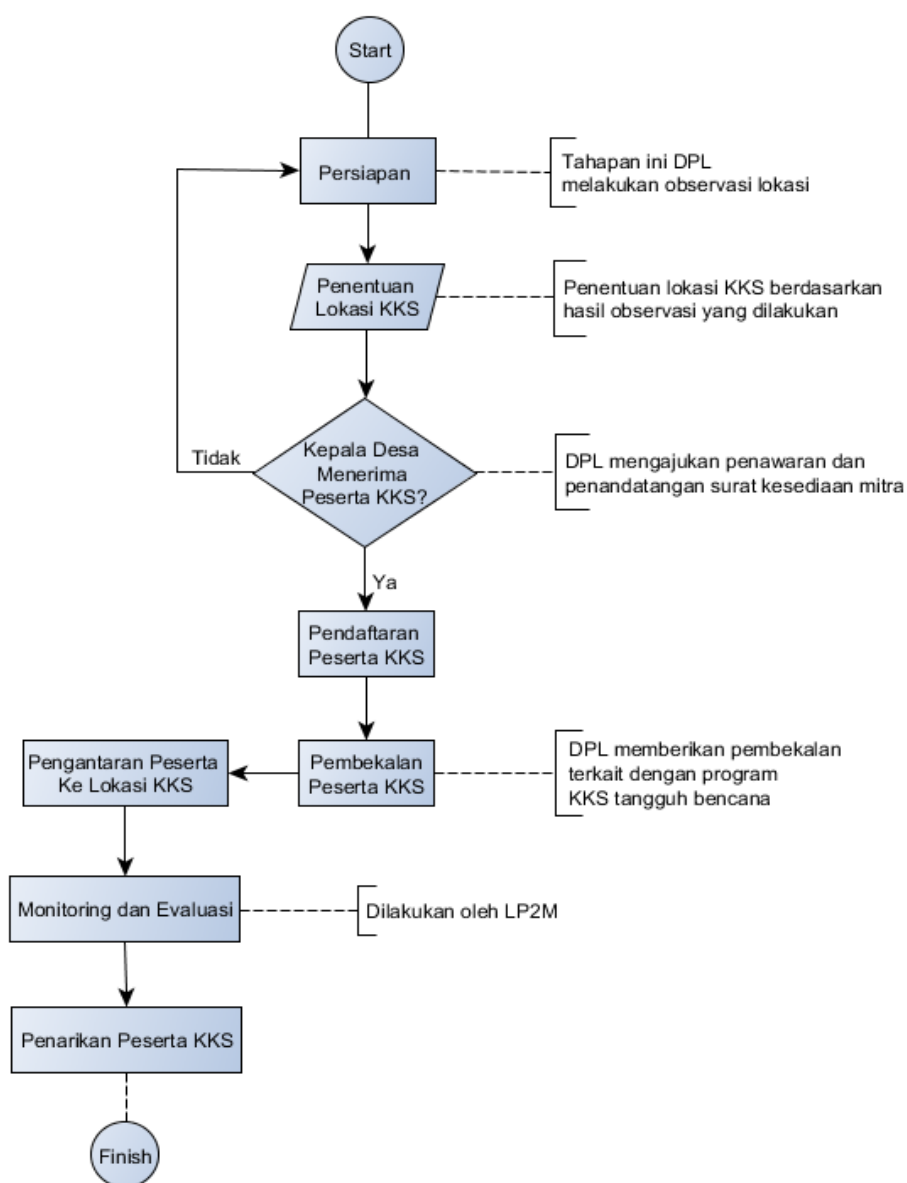 Start
Persiapan
Tahapan ini DPL
melakukan observasi lokasi
Penentuan
Lokasi KKS
Penentuan lokasi KKS berdasarkan
hasil observasi yang dilakukan
Tidak
Kepala Desa
Menerima
Peserta KKS?
DPL mengajukan penawaran dan
penandatangan surat kesediaan mitra
Ya
Pendaftaran
Peserta KKS
Pengantaran Peserta
Ke Lokasi KKS
Pembekalan
Peserta KKS
DPL memberikan pembekalan
terkait dengan program
KKS tangguh bencana
Monitoring dan Evaluasi
Dilakukan oleh LP2M
Penarikan Peserta KKS
Finish